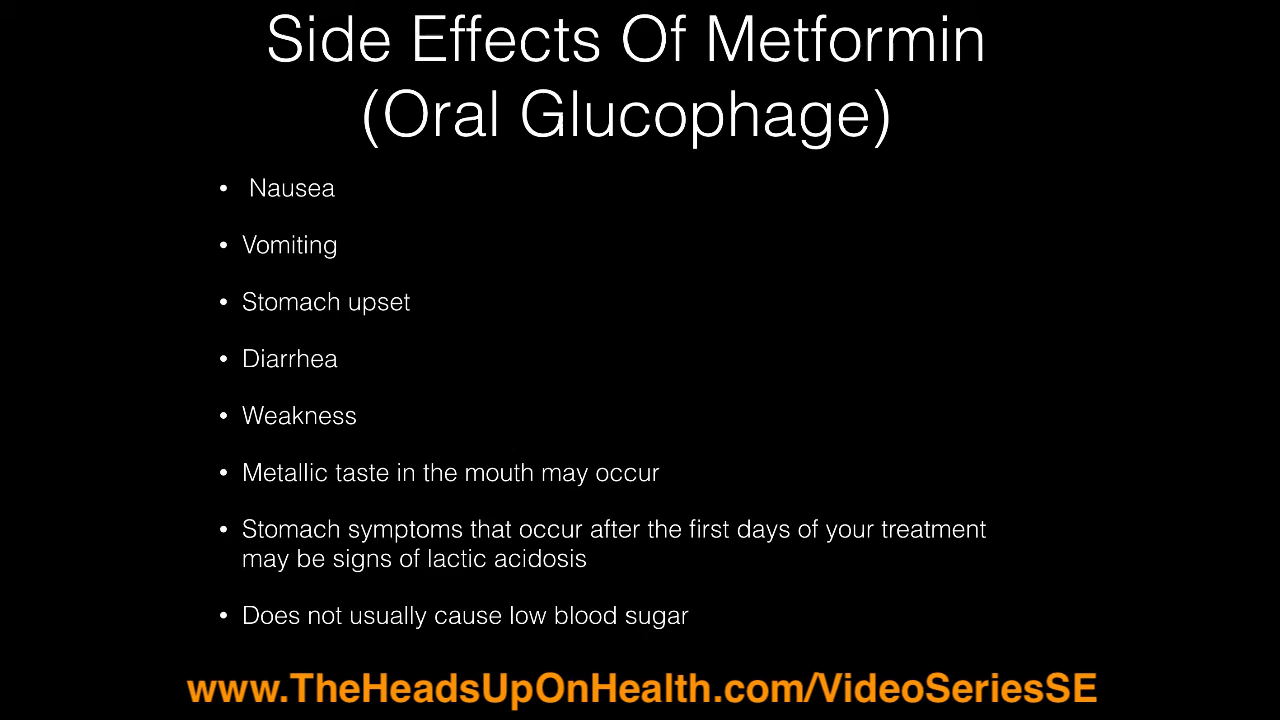 Side Effects Of Metformin
(Oral Glucophage)
• Nausea
• Vomiting
• Stomach upset
• Diarrhea
• Weakness
• Metallic taste in the mouth may occur
• Stomach symptoms that occur after the first days of your treatment
may be signs of lactic acidosis
• Does not usually cause low blood sugar
www.TheHeadsUpOnHealth.com/VideoSeriesSE